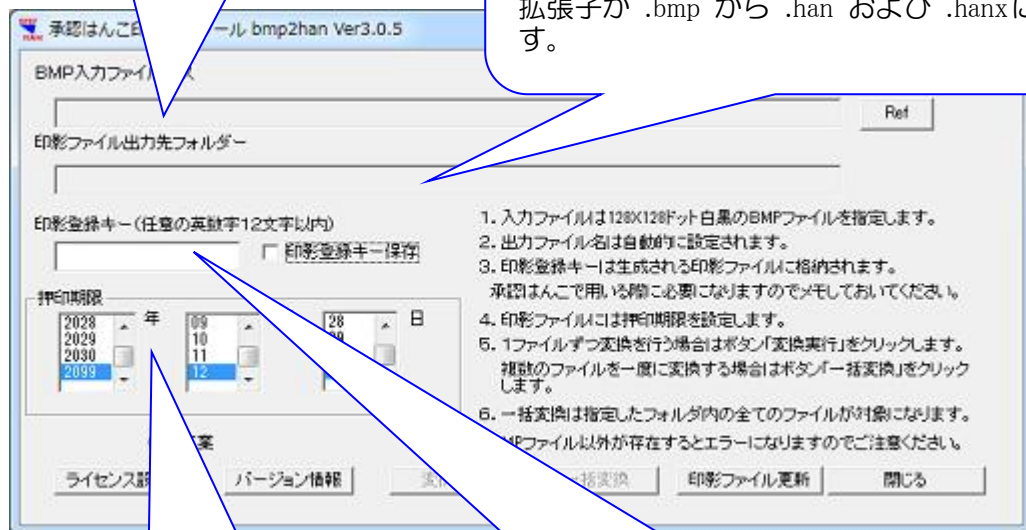 拡張子が .bmp から .han および .hanxに
す。
承認はんこ
ール bmp2han Ver3.0.5
BMP入力ファイル
Ref
印影ファイル出力先フォルダー
印影登録キー(任意の英数字12文字以内)
印影登録キー保存
押印期限
2028
2029
2030
2099
年
09
10
11
12
28
日
1. 入力ファイルは128X128ドット白黒のBMPファイルを指定します。
2. 出力ファイル名は自動的に設定されます。
3. 印影登録キーは生成される印影ファイルに格納されます。
承認はんこで用いる際に必要になりますのでメモしておいてください。
4. 印影ファイルには押印期限を設定します。
5. 1ファイルずつ変換を行う場合はボタン「変換実行」をクリックします。
複数のファイルを一度に変換する場合はボタン「一括変換」をクリック
します。
6. 一括変換は指定したフォルダ内の全てのファイルが対象になります。
MPファイル以外が存在するとエラーになりますのでご注意ください。
業
ライセンス
バージョン情報
括変換
印影ファイル更新
閉じる